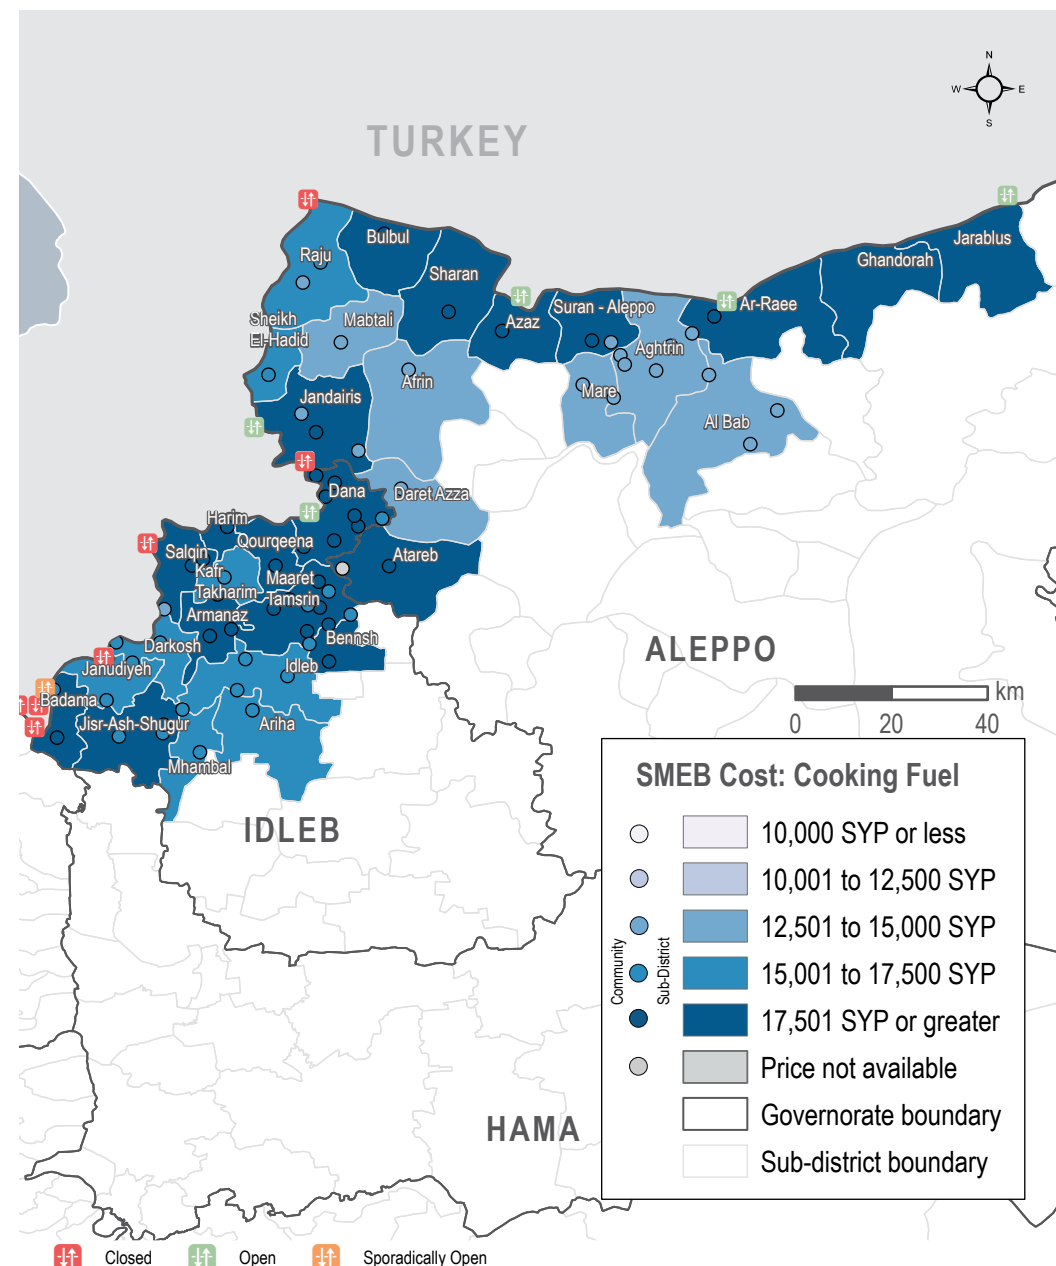 N
W E
S
TURKEY
Raju
Bulbul
Sharan
Jarablus
Ghandorah
Ar-Raee
Suran - Aleppo
Azaz
Sheikh
El-Hadid
Mabtali
Aghtrin
Afrin
Mare
Jandairis
Al Bab
Dana
Daret Azza
Harim
Qourqeena
Salqin
Atareb
Kafr
Takharim
Maaret
Tamsrin
Armanaz
Bennsh
Darkosh
Janudiyeh
Idleb
Badama
Jisr-Ash-Shugur
Ariha
Mhambal
ALEPPO
km
0 20 40
IDLEB
HAMA
SMEB Cost: Cooking Fuel
10,000 SYP or less
10,001 to 12,500 SYP
12,501 to 15,000 SYP
15,001 to 17,500 SYP
17,501 SYP or greater
Price not available
Governorate boundary
Sub-district boundary
Community
Sub-District
Closed
Open
Sporadically Open